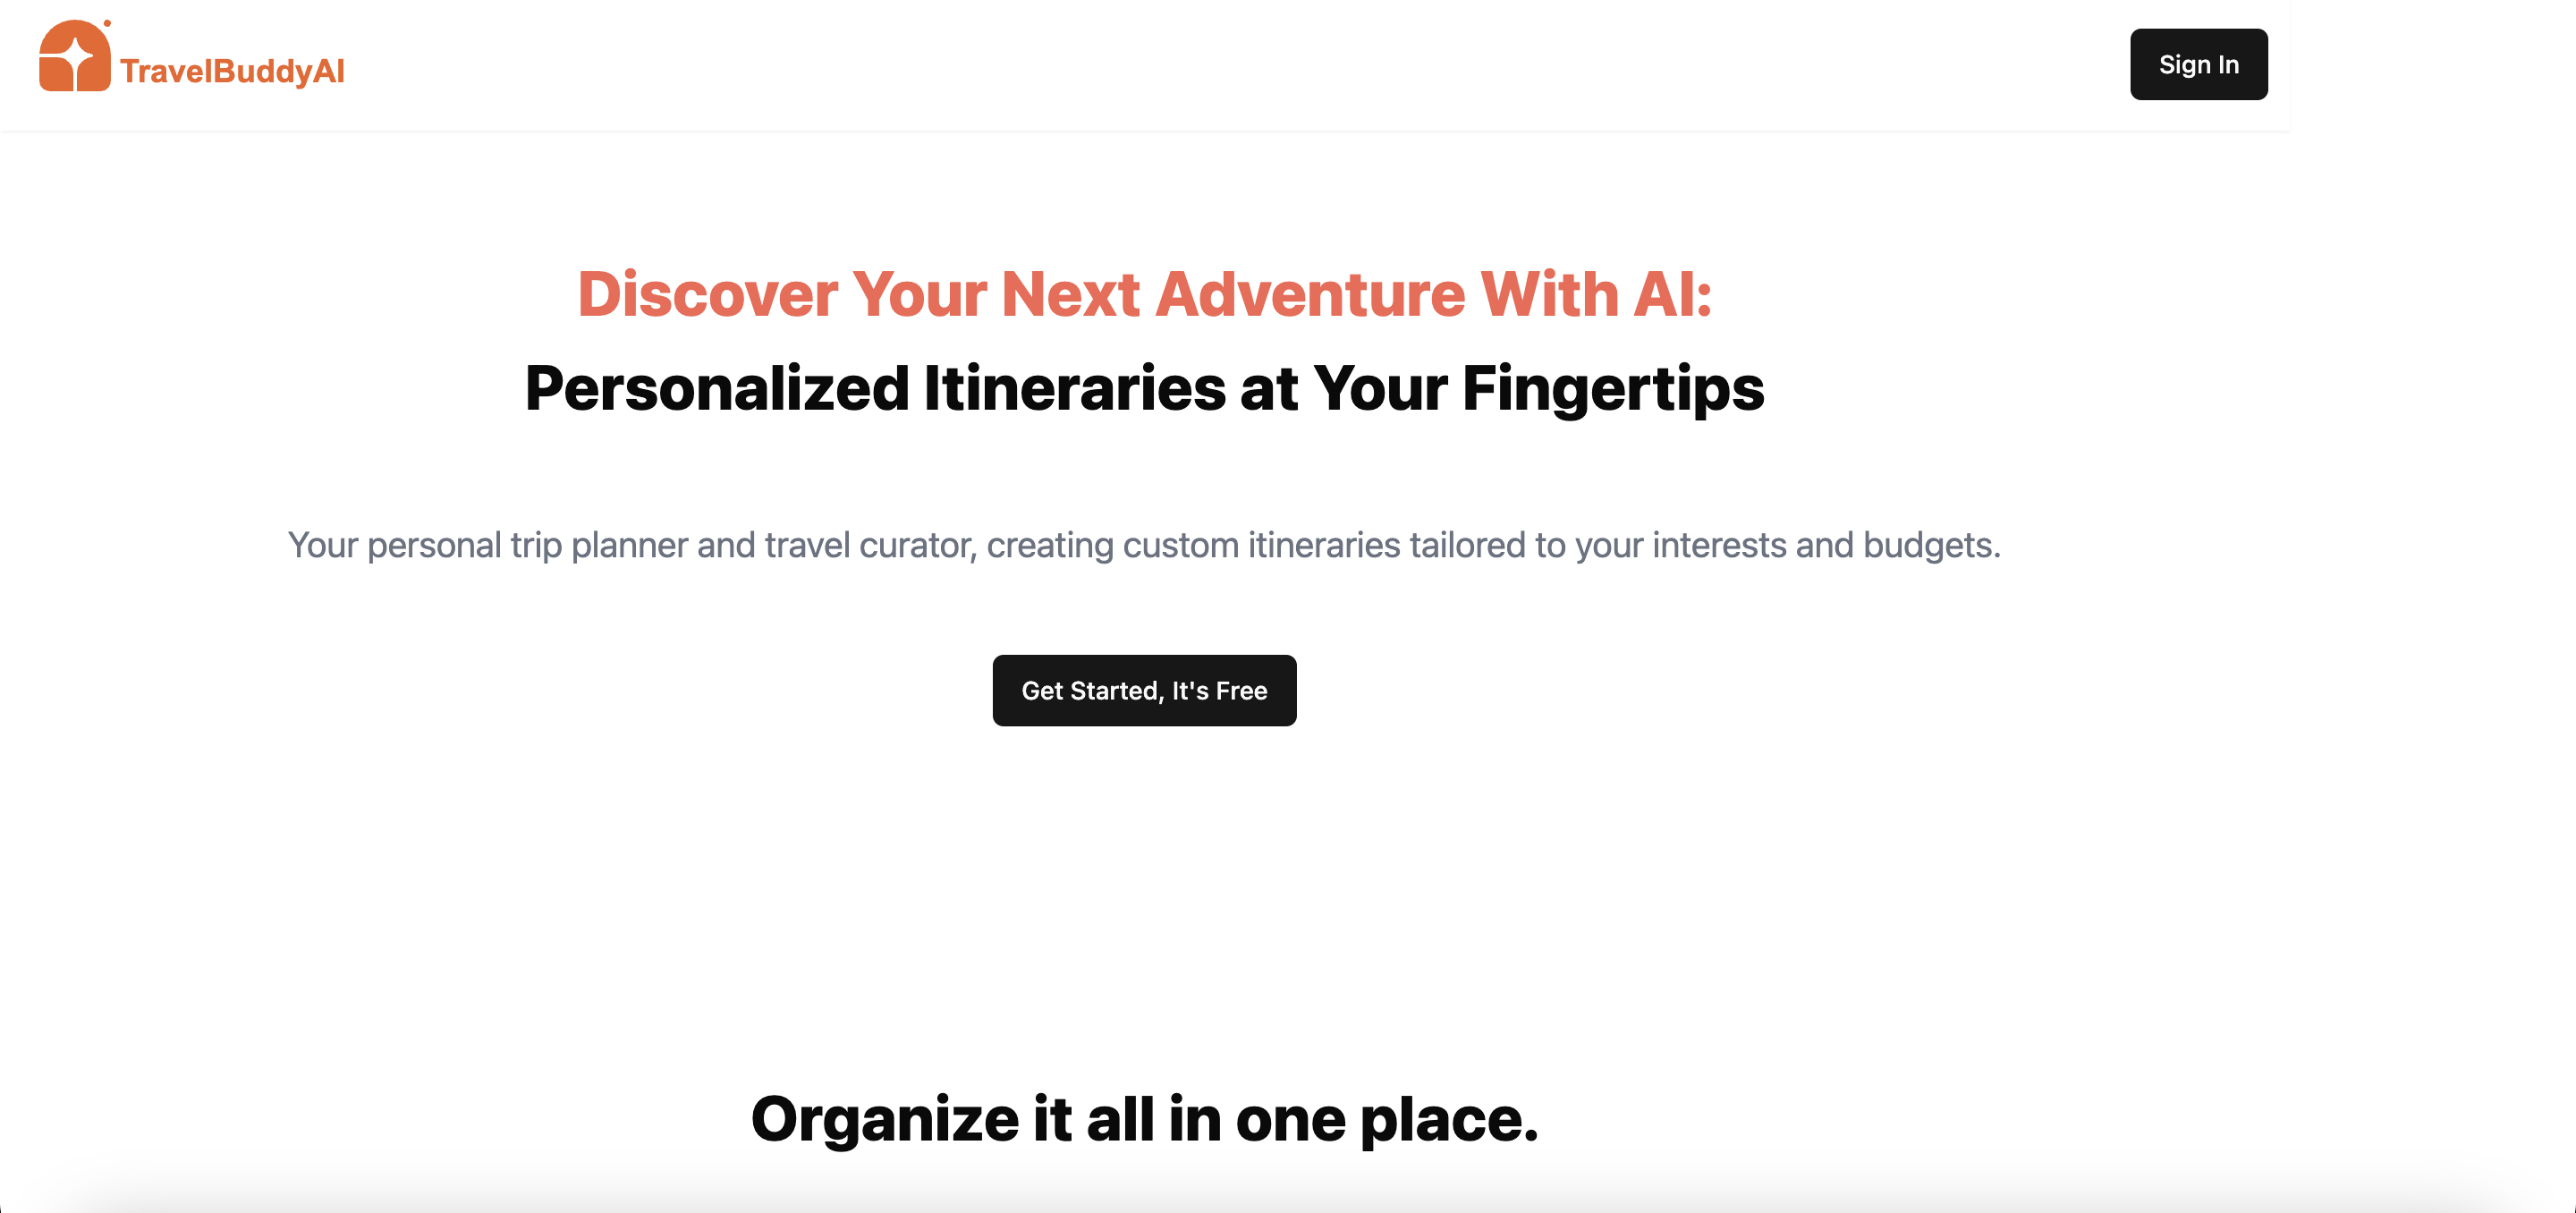 TravelBuddyAI
Sign In
Discover Your Next Adventure With AI:
Personalized Itineraries at Your Fingertips
Your personal trip planner and travel curator, creating custom itineraries tailored to your interests and budgets.
Get Started, It's Free
Organize it all in one place.